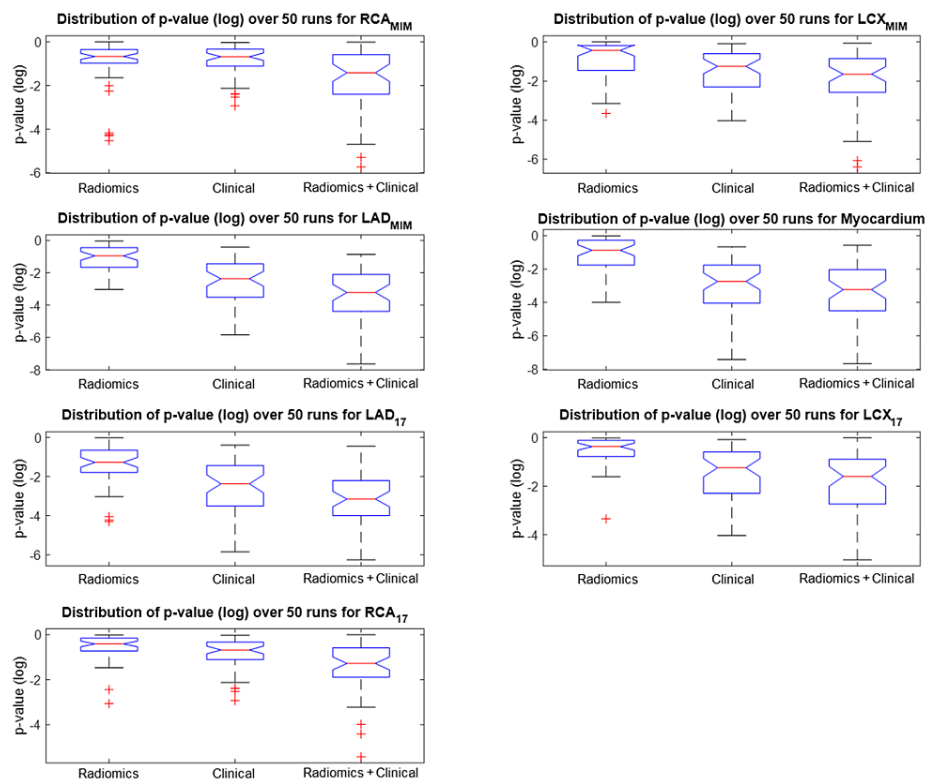 Distribution of p-value (log) over 50 runs for RCA_MIM
p-value (log)
0
-2
-4
-6
Radiomics
Clinical
Radiomics + Clinical
Distribution of p-value (log) over 50 runs for LCX_MIM
p-value (log)
0
-2
-4
-6
Radiomics
Clinical
Radiomics + Clinical
Distribution of p-value (log) over 50 runs for LAD_MIM
p-value (log)
0
-2
-4
-6
-8
Radiomics
Clinical
Radiomics + Clinical
Distribution of p-value (log) over 50 runs for Myocardium
p-value (log)
0
-2
-4
-6
-8
Radiomics
Clinical
Radiomics + Clinical
Distribution of p-value (log) over 50 runs for LAD_17
p-value (log)
0
-2
-4
-6
Radiomics
Clinical
Radiomics + Clinical
Distribution of p-value (log) over 50 runs for LCX_17
p-value (log)
0
-2
-4
Radiomics
Clinical
Radiomics + Clinical
Distribution of p-value (log) over 50 runs for RCA_17
p-value (log)
0
-2
-4
Radiomics
Clinical
Radiomics + Clinical